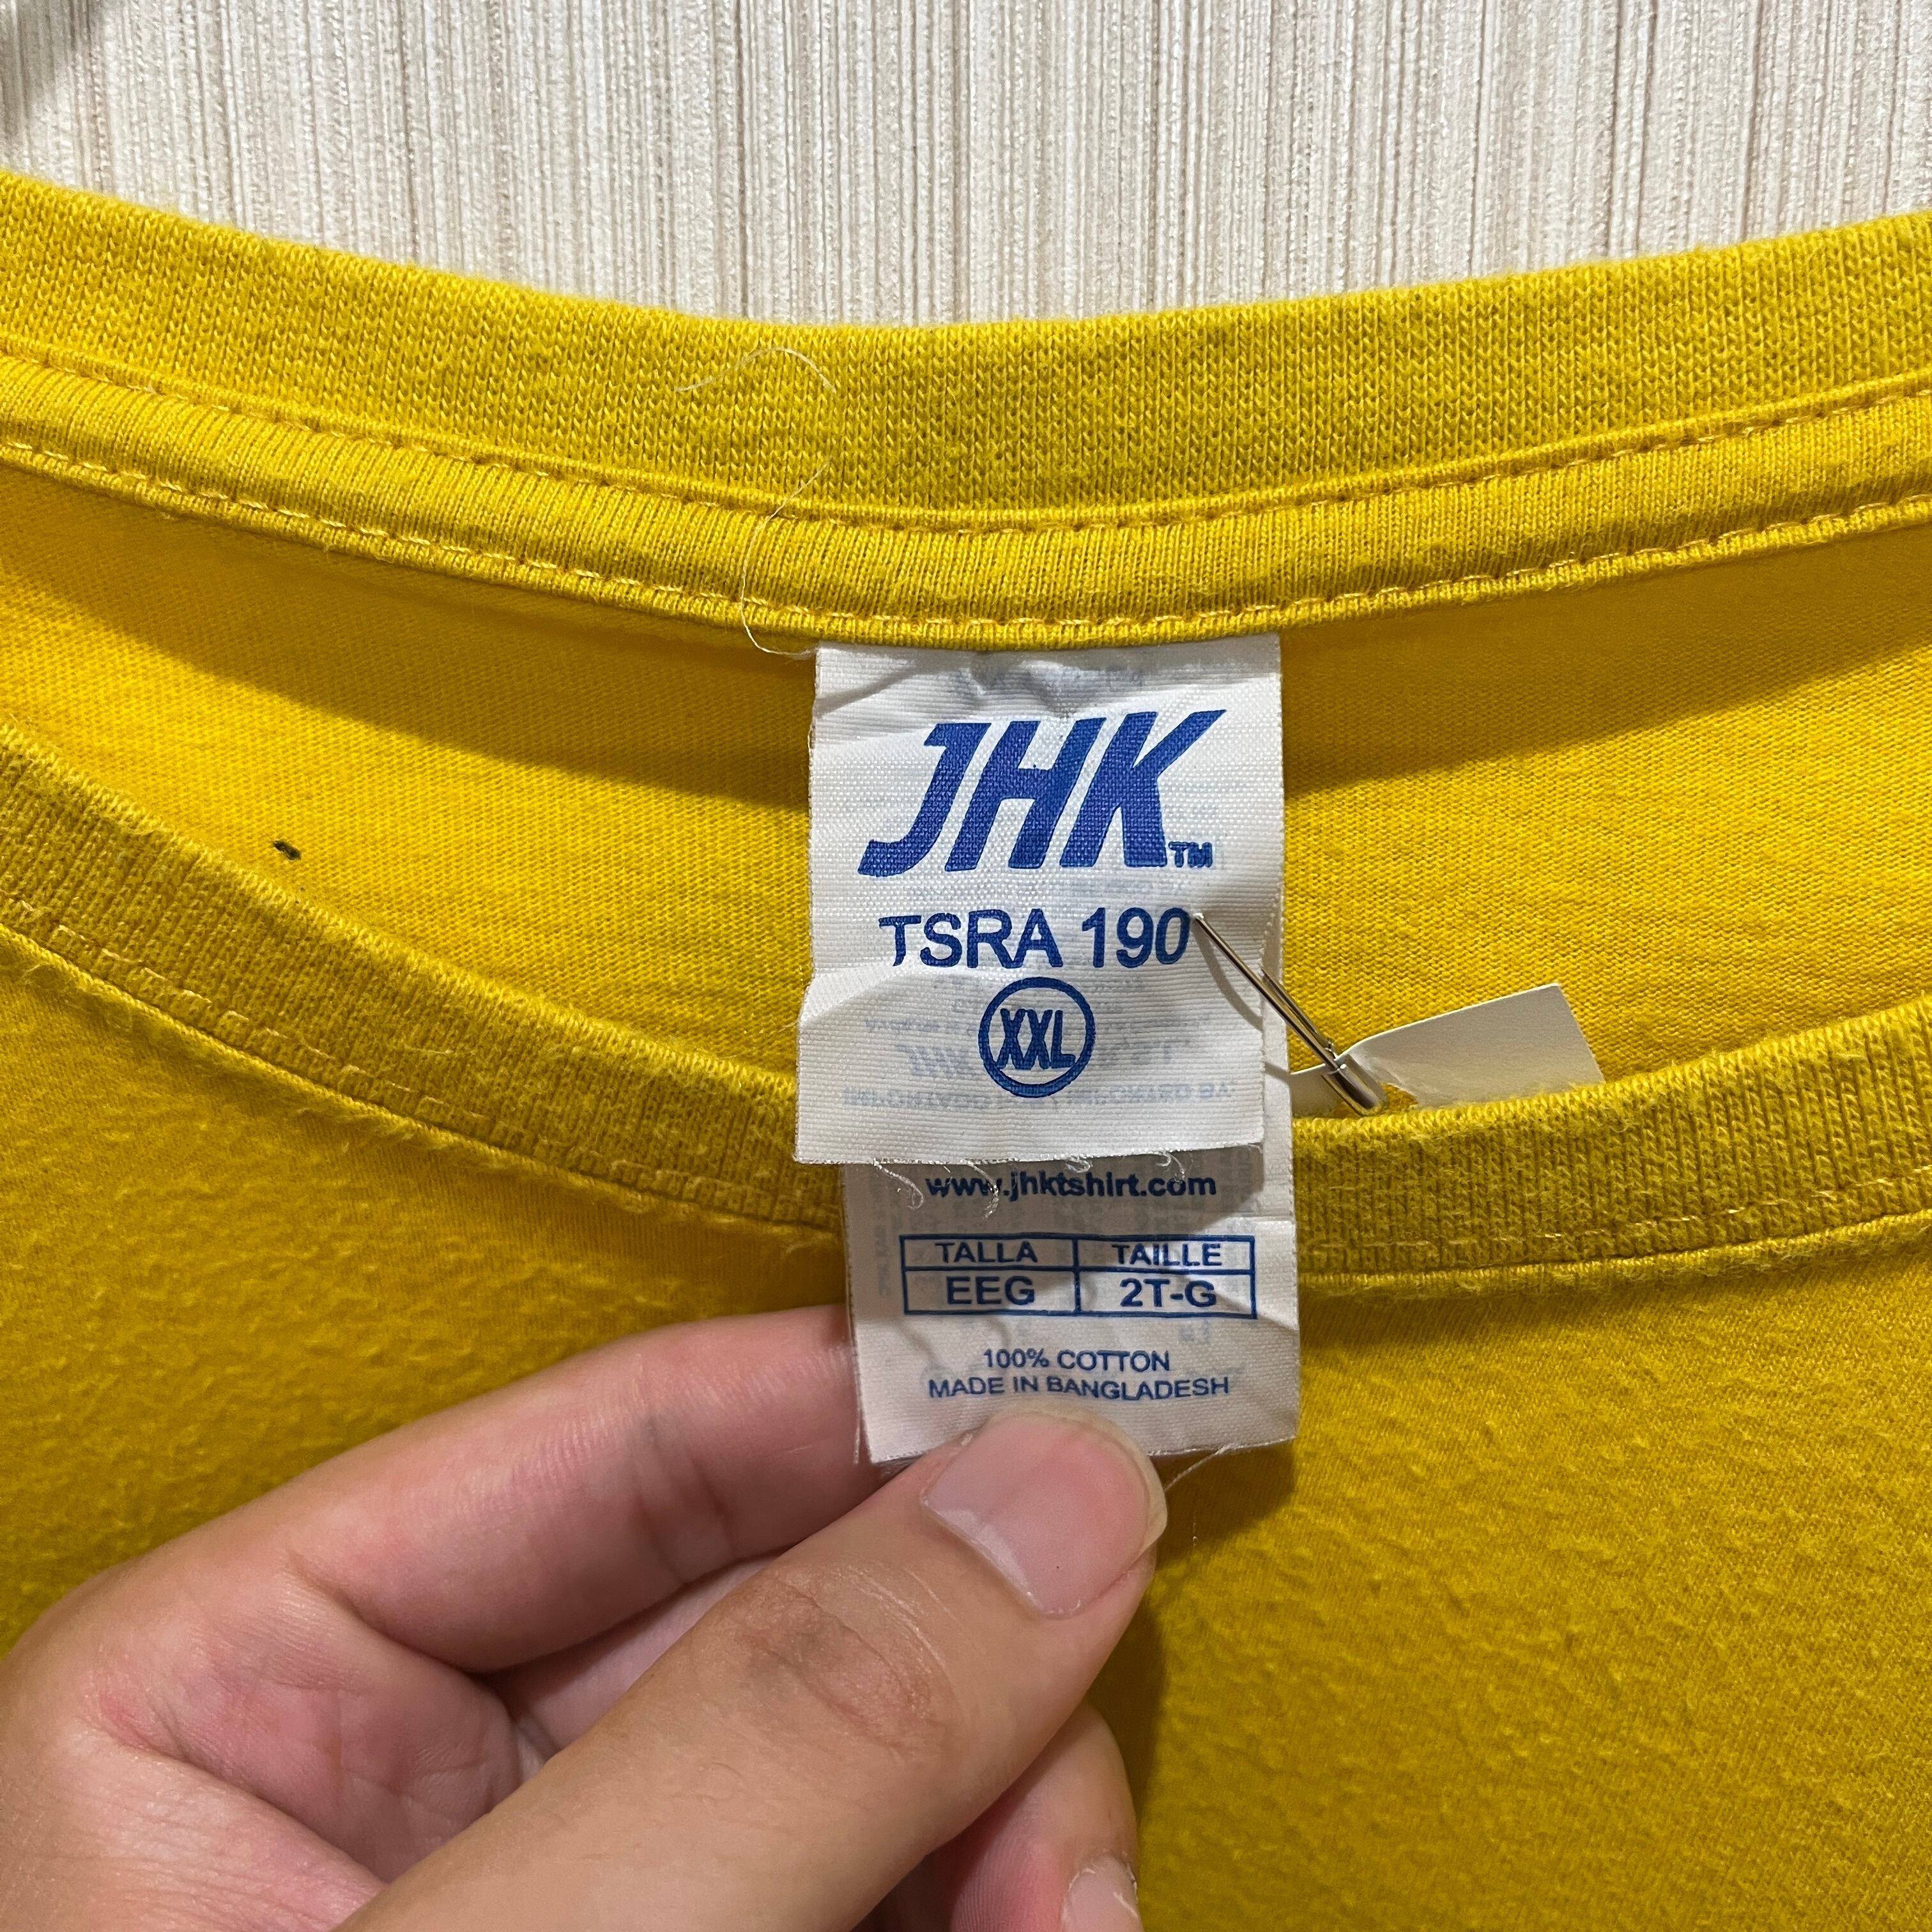 JHK™
TSRA 190
XXL
www.jhktshirt.com
TALLA TAILLE
EEG 2T-G
100% COTTON
MADE IN BANGLADESH